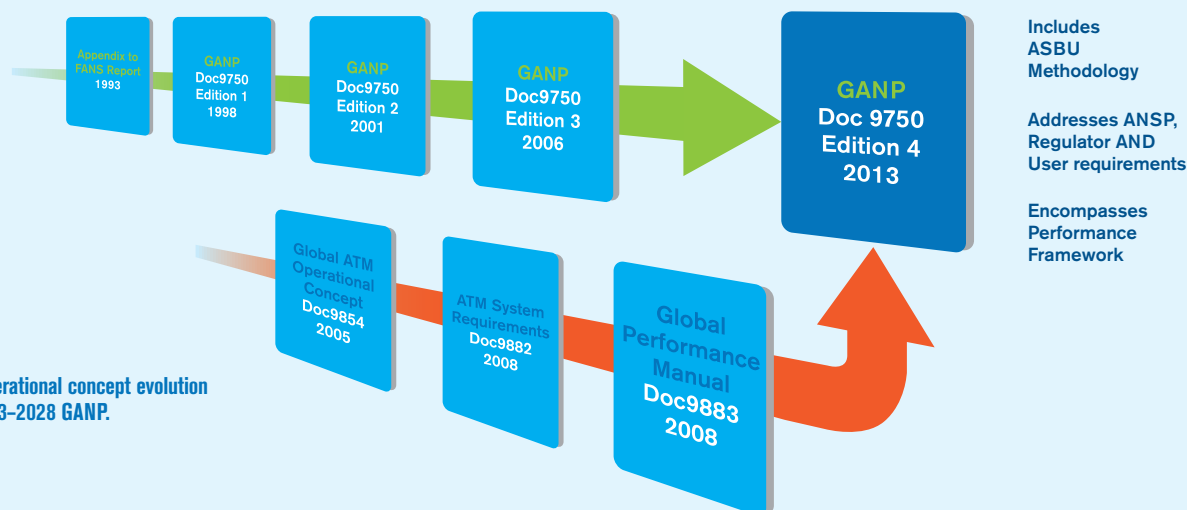 Appendix to
FANS Report
1993
GANP
Doc9750
Edition 1
1998
GANP
Doc9750
Edition 2
2001
GANP
Doc9750
Edition 3
2006
GANP
Doc 9750
Edition 4
2013
Includes
ASBU
Methodology
Addresses ANSP,
Regulator AND
User requirements
Encompasses
Performance
Framework
Global ATM
Operational
Concept
Doc9854
2005
ATM System
Requirements
Doc9882
2008
Global
Performance
Manual
Doc9883
2008
erational concept evolution
3–2028 GANP.